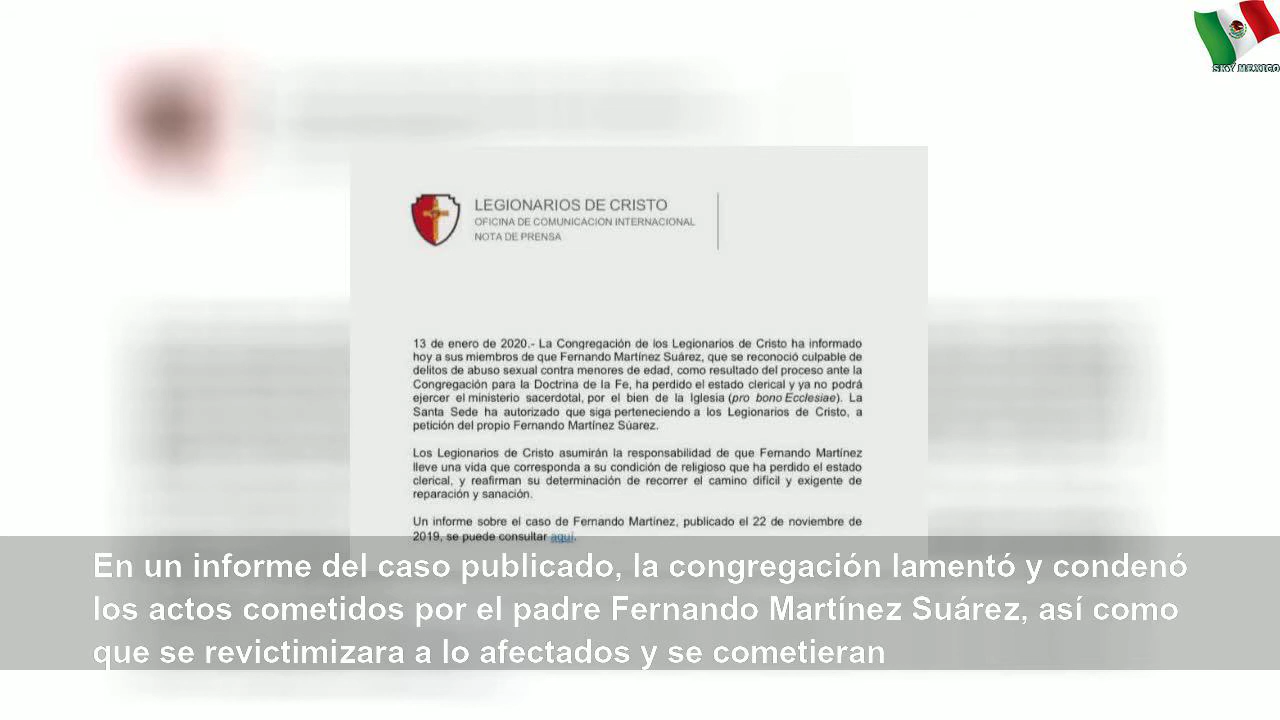 SKY MEXICO
LEGIONARIOS DE CRISTO
OFICINA DE COMUNICACION INTERNACIONAL
NOTA DE PRENSA
13 de enero de 2020.- La Congregación de los Legionarios de Cristo ha informado
hoy a sus miembros de que Fernando Martínez Suárez, que se reconoció culpable de
delitos de abuso sexual contra menores de edad, como resultado del proceso ante la
Congregación para la Doctrina de la Fe, ha perdido el estado clerical y ya no podrá
ejercer el ministerio sacerdotal, por el bien de la Iglesia (pro bono Ecclesiae). La
Santa Sede ha autorizado que siga perteneciendo a los Legionarios de Cristo, a
petición del propio Fernando Martínez Súarez.
Los Legionarios de Cristo asumirán la responsabilidad de que Fernando Martínez
lleve una vida que corresponda a su condición de religioso que ha perdido el estado
clerical, y reafirman su determinación de recorrer el camino difícil y exigente de
reparación y sanación.
Un informe sobre el caso de Fernando Martínez, publicado el 22 de noviembre de
2019, se puede consultar aquí.
En un informe del caso publicado, la congregación lamentó y condenó
los actos cometidos por el padre Fernando Martínez Suárez, así como
que se revictimizara a lo afectados y se cometieran